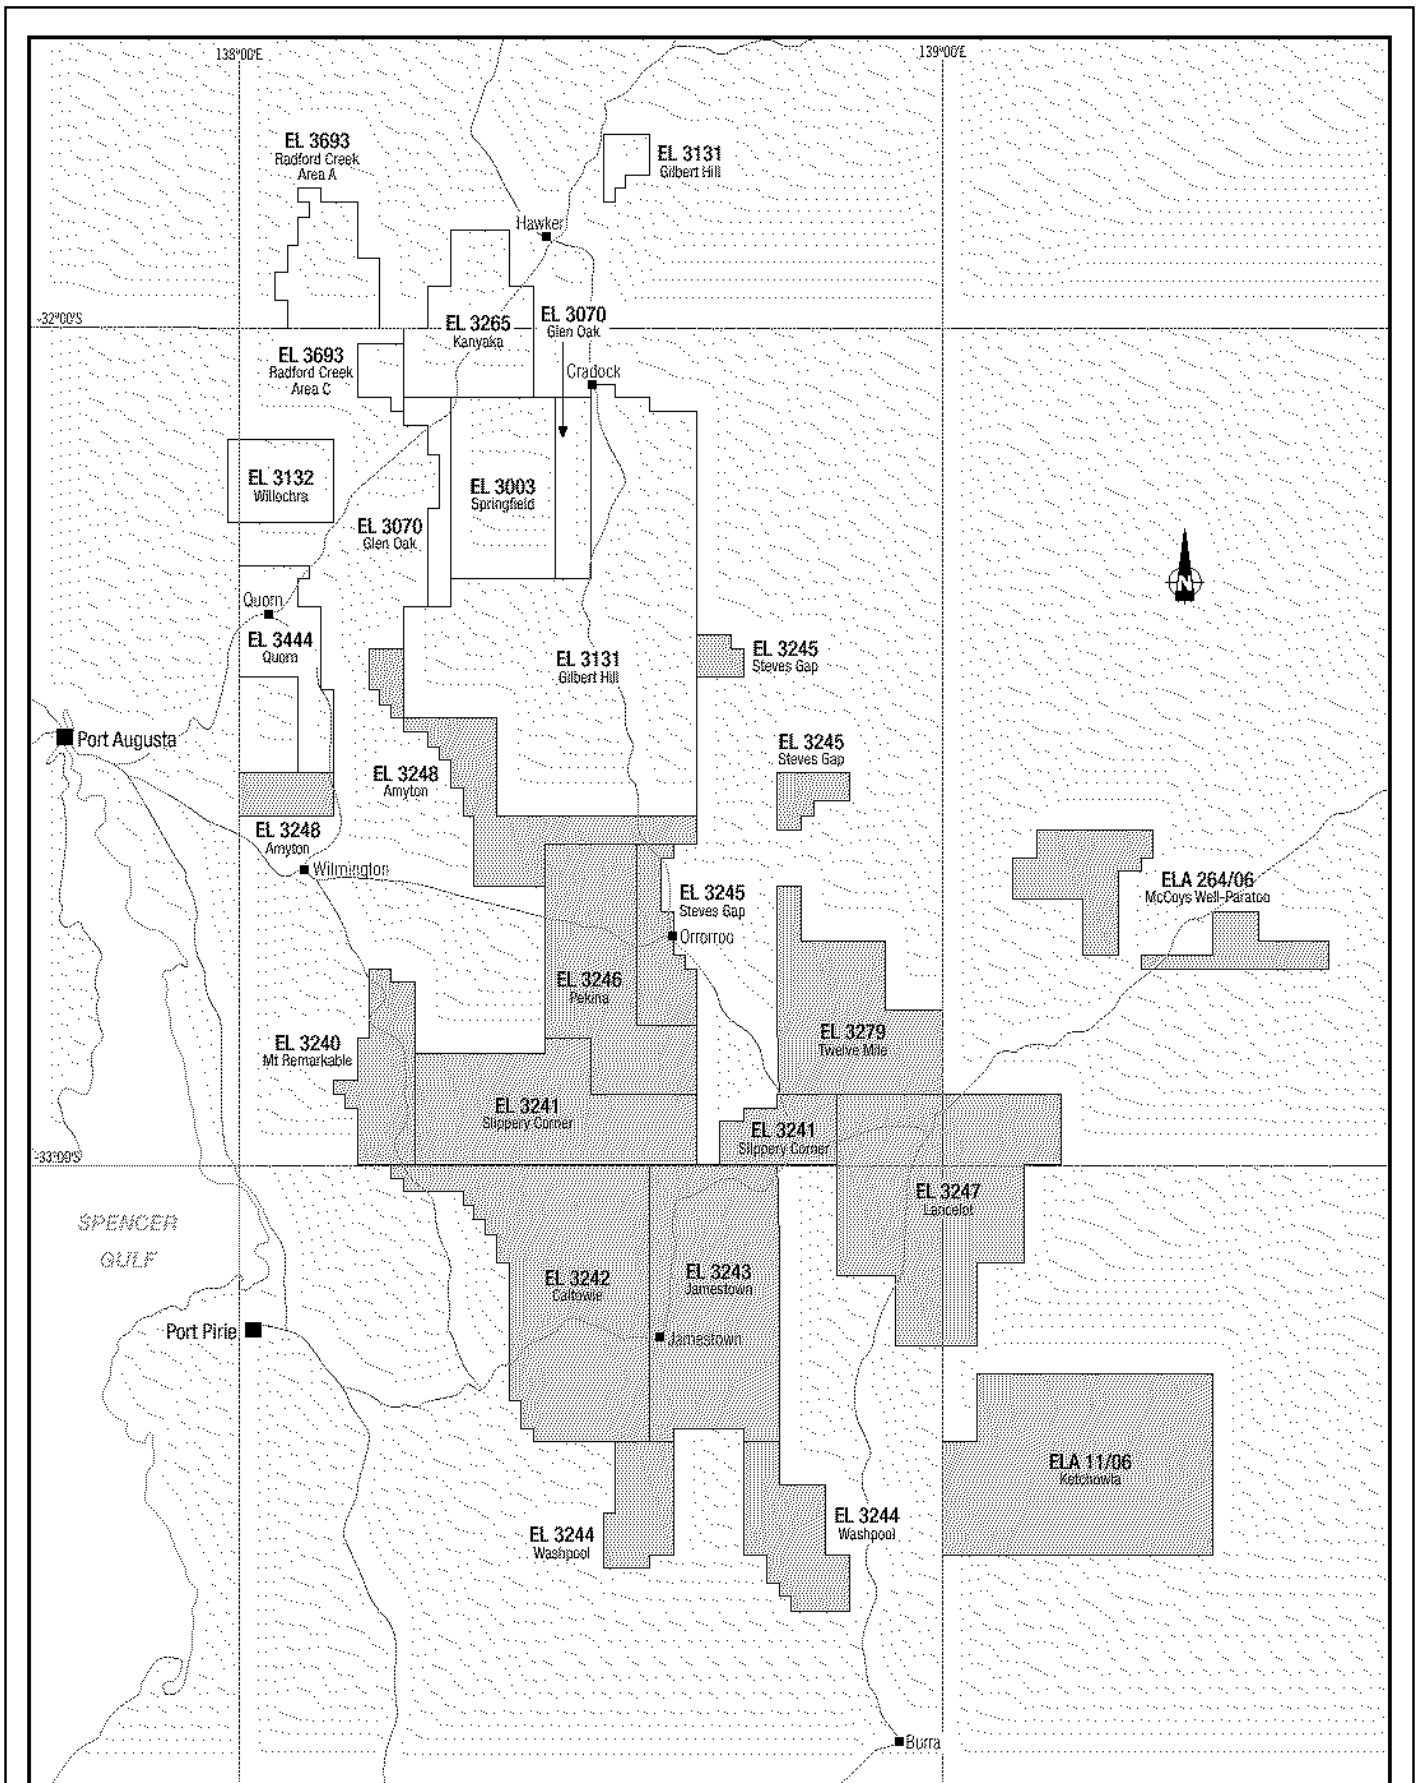 138°00'E
139°00'E
EL 3693
Radford Creek
Area A
EL 3131
Gilbert Hill
Hawker
-32°00'S
EL 3265
Kanyaka
EL 3070
Glen Oak
EL 3693
Radford Creek
Area C
Cradock
EL 3132
Willochra
EL 3003
Springfield
EL 3070
Glen Oak
N
Quorn
EL 3444
Quorn
EL 3131
Gilbert Hill
EL 3245
Steves Gap
Port Augusta
EL 3248
Amyton
EL 3245
Steves Gap
EL 3248
Amyton
Wilmington
EL 3245
Steves Gap
ELA 264/06
McCoys Well-Paratoo
Orrorroo
EL 3246
Pekina
EL 3240
Mt Remarkable
EL 3279
Twelve Mile
EL 3241
Slippery Corner
EL 3241
Slippery Corner
-33°00'S
EL 3247
Lancelot
SPENCER
GULF
EL 3242
Caltowie
EL 3243
Jamestown
Port Pirie
Jamestown
ELA 11/06
Ketchowla
EL 3244
Washpool
EL 3244
Washpool
Burra